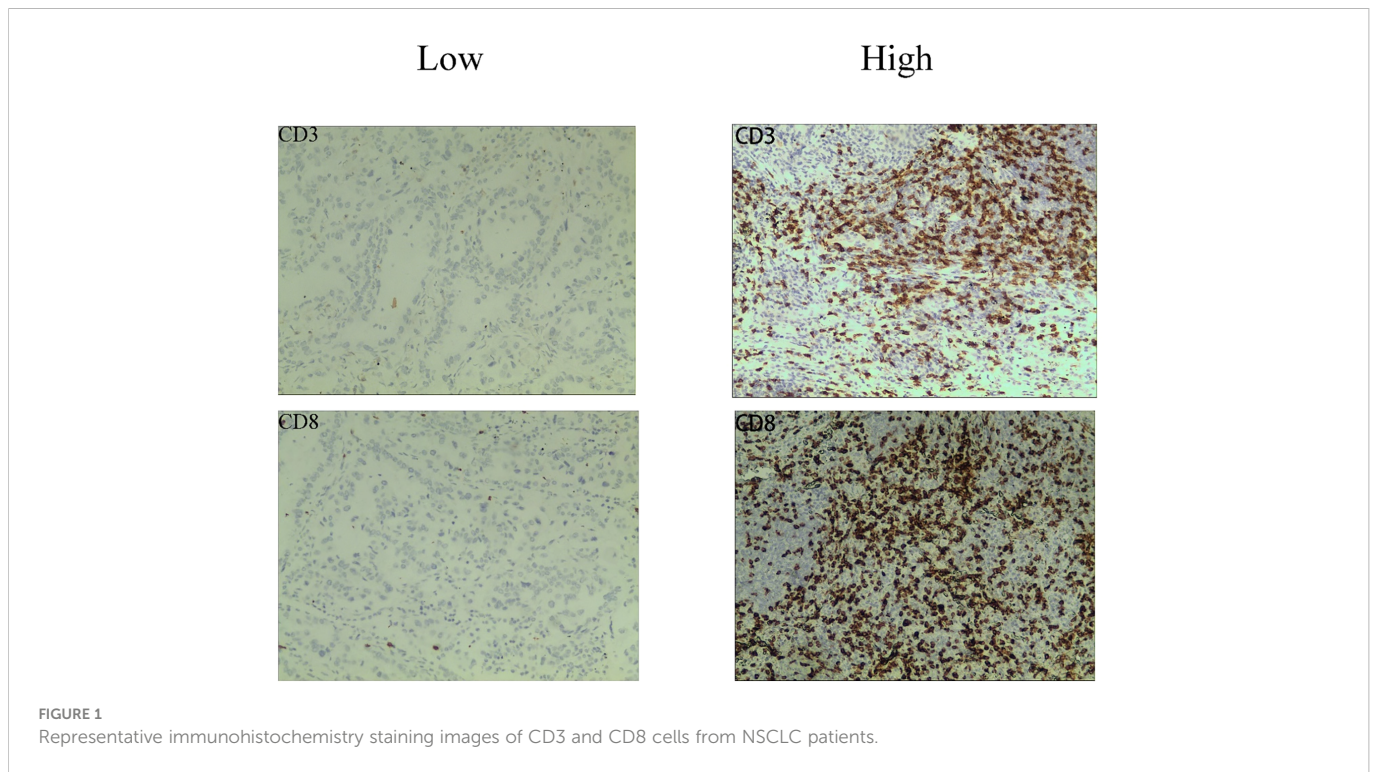 Low
High
CD3
CD3
CD8
CD8
FIGURE 1
Representative immunohistochemistry staining images of CD3 and CD8 cells from NSCLC patients.